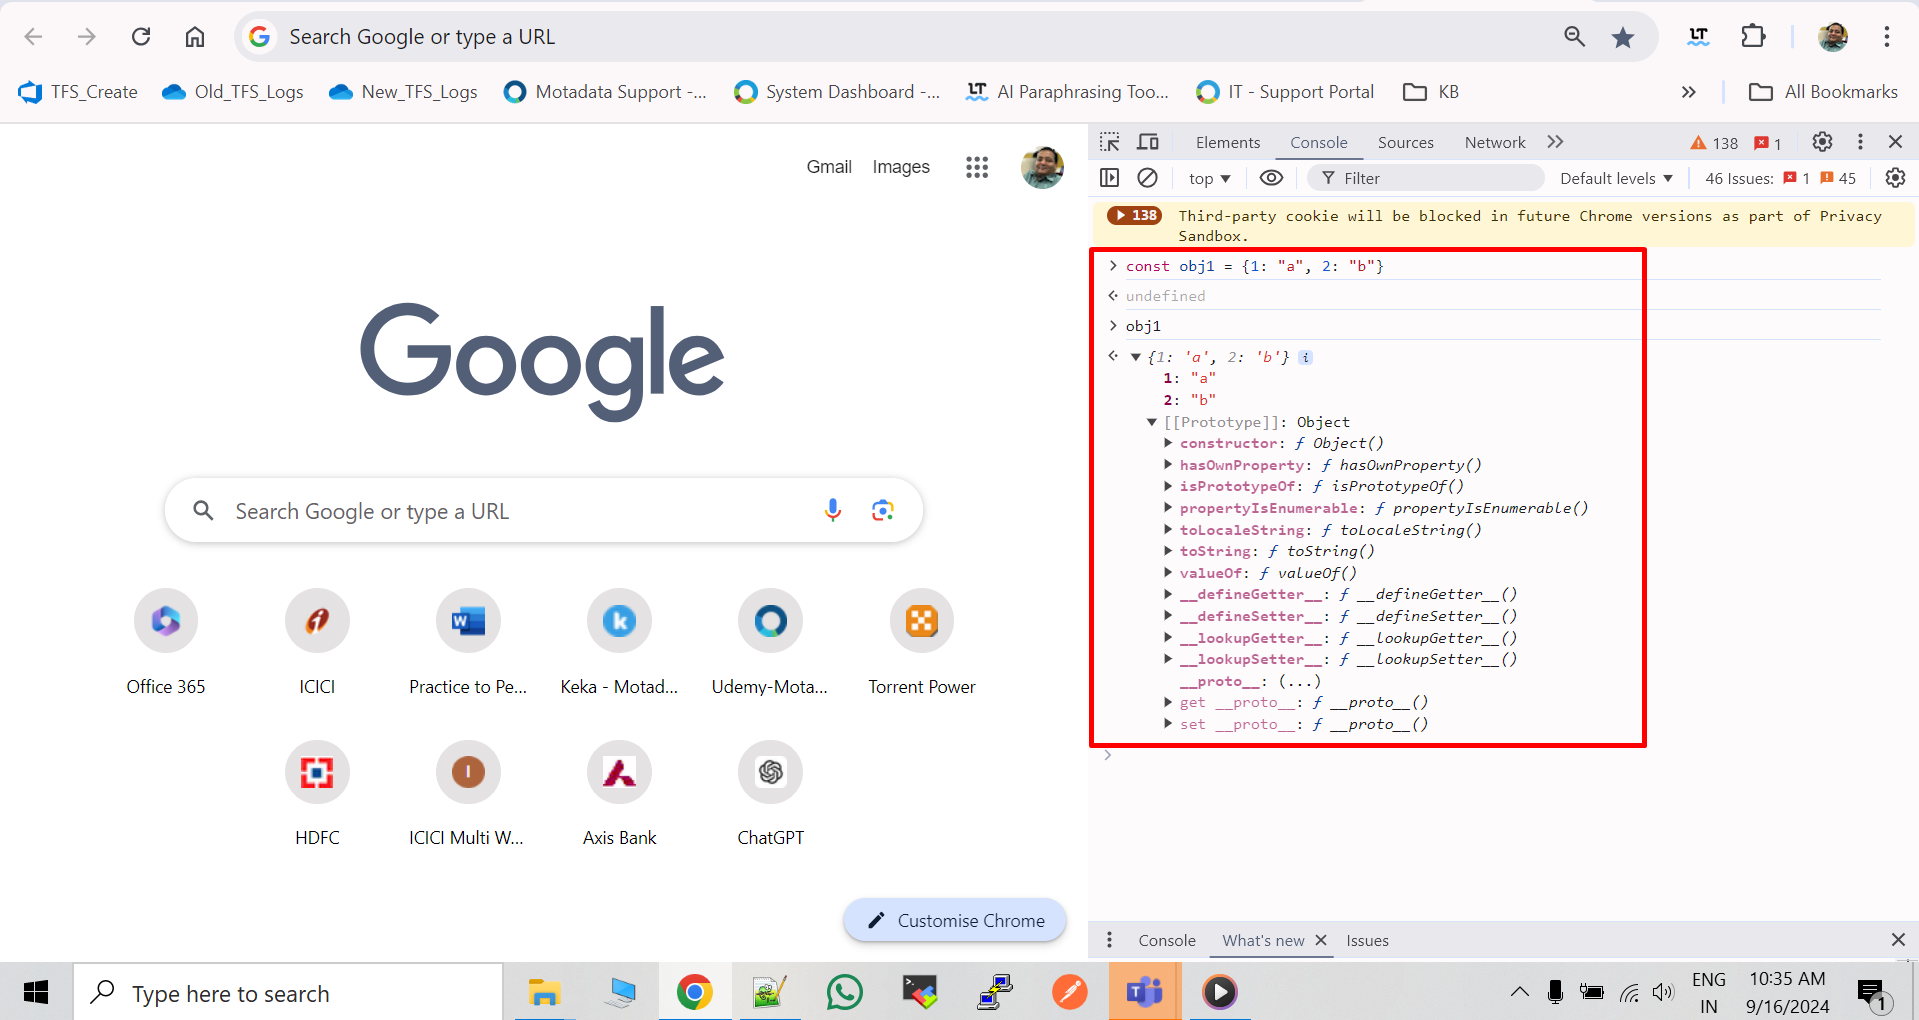 Search Google or type a URL
TFS_Create Old_TFS_Logs New_TFS_Logs Motadata Support -... System Dashboard -... LT AI Paraphrasing Too... IT - Support Portal KB » All Bookmarks
Gmail Images
Google
Search Google or type a URL
Office 365 ICICI Practice to Pe... Keka - Motad... Udemy-Mota... Torrent Power
HDFC ICICI Multi W... Axis Bank ChatGPT
Customise Chrome
Elements Console Sources Network » 138 1
top Filter Default levels 46 Issues: 1 45
138 Third-party cookie will be blocked in future Chrome versions as part of Privacy
Sandbox.
> const obj1 = {1: "a", 2: "b"}
undefined
> obj1
{1: 'a', 2: 'b'} i
1: "a"
2: "b"
[[Prototype]]: Object
constructor: ƒ Object()
hasOwnProperty: ƒ hasOwnProperty()
isPrototypeOf: ƒ isPrototypeOf()
propertyIsEnumerable: ƒ propertyIsEnumerable()
toLocaleString: ƒ toLocaleString()
toString: ƒ toString()
valueOf: ƒ valueOf()
__defineGetter__: ƒ __defineGetter__()
__defineSetter__: ƒ __defineSetter__()
__lookupGetter__: ƒ __lookupGetter__()
__lookupSetter__: ƒ __lookupSetter__()
__proto__: (...)
get __proto__: ƒ __proto__()
set __proto__: ƒ __proto__()
>
Console What's new Issues
Type here to search
ENG
IN
10:35 AM
9/16/2024
1